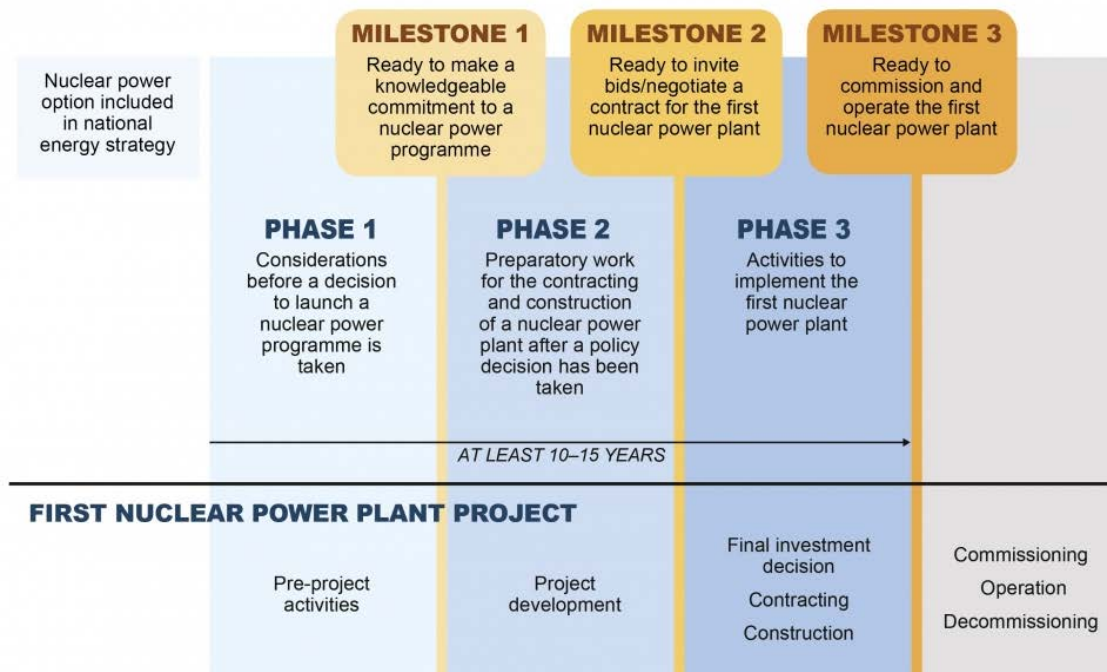 Nuclear power
option included
in national
energy strategy
MILESTONE 1
Ready to make a
knowledgeable
commitment to a
nuclear power
programme
MILESTONE 2
Ready to invite
bids/negotiate a
contract for the first
nuclear power plant
MILESTONE 3
Ready to
commission and
operate the first
nuclear power plant
PHASE 1
Considerations
before a decision
to launch a
nuclear power
programme is
taken
PHASE 2
Preparatory work
for the contracting
and construction
of a nuclear power
plant after a policy
decision has been
taken
PHASE 3
Activities to
implement the
first nuclear
power plant
AT LEAST 10–15 YEARS
FIRST NUCLEAR POWER PLANT PROJECT
Pre-project
activities
Project
development
Final investment
decision
Contracting
Construction
Commissioning
Operation
Decommissioning